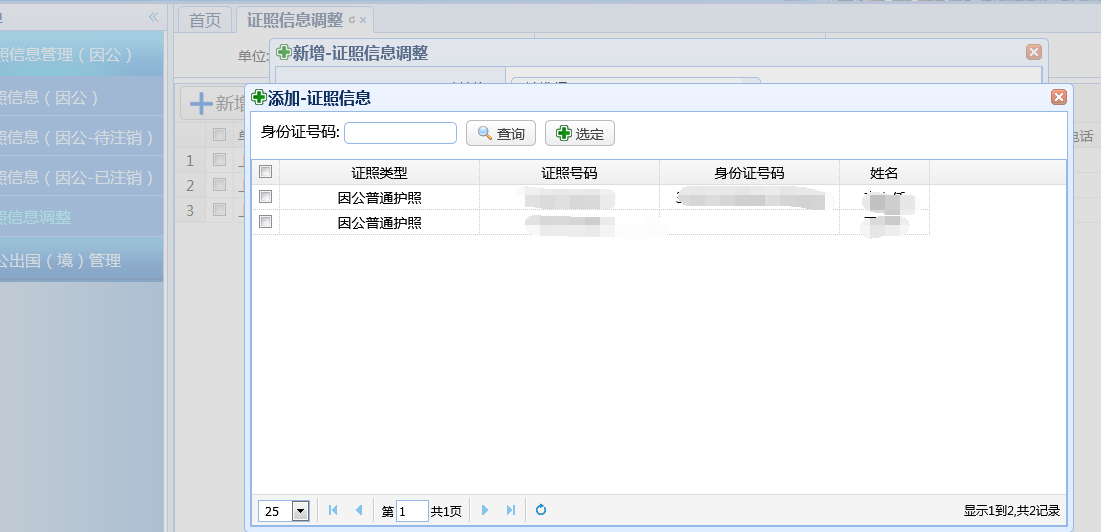 首页
证照信息调整
照信息管理（因公）
照信息（因公）
照信息（因公-待注销）
照信息（因公-已注销）
照信息调整
公出国（境）管理
单位:
新增-证照信息调整
新增
电话
1
2
3
添加-证照信息
身份证号码:
查询
选定
证照类型 证照号码 身份证号码 姓名
因公普通护照
因公普通护照
25 第 1 共1页 显示1到2,共2记录